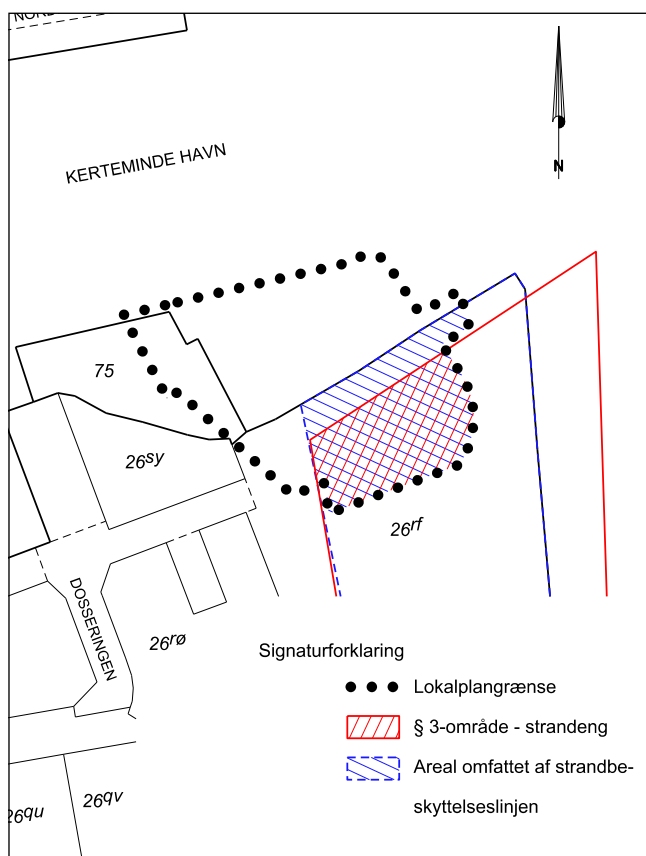 KERTEMINDE HAVN
N
75
26sy
26rf
DOSSERINGEN
26rø
Signaturforklaring
Lokalplangrænse
§ 3-område - strandeng
Areal omfattet af strandbe-
skyttelseslinjen
26qv
26qu